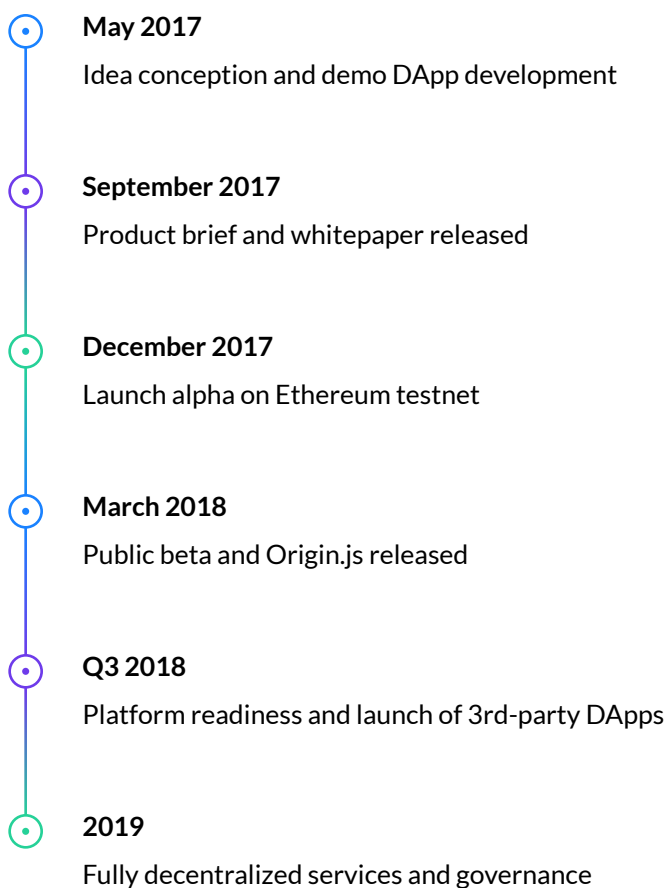 May 2017
Idea conception and demo DApp development
September 2017
Product brief and whitepaper released
December 2017
Launch alpha on Ethereum testnet
March 2018
Public beta and Origin.js released
Q3 2018
Platform readiness and launch of 3rd-party DApps
2019
Fully decentralized services and governance